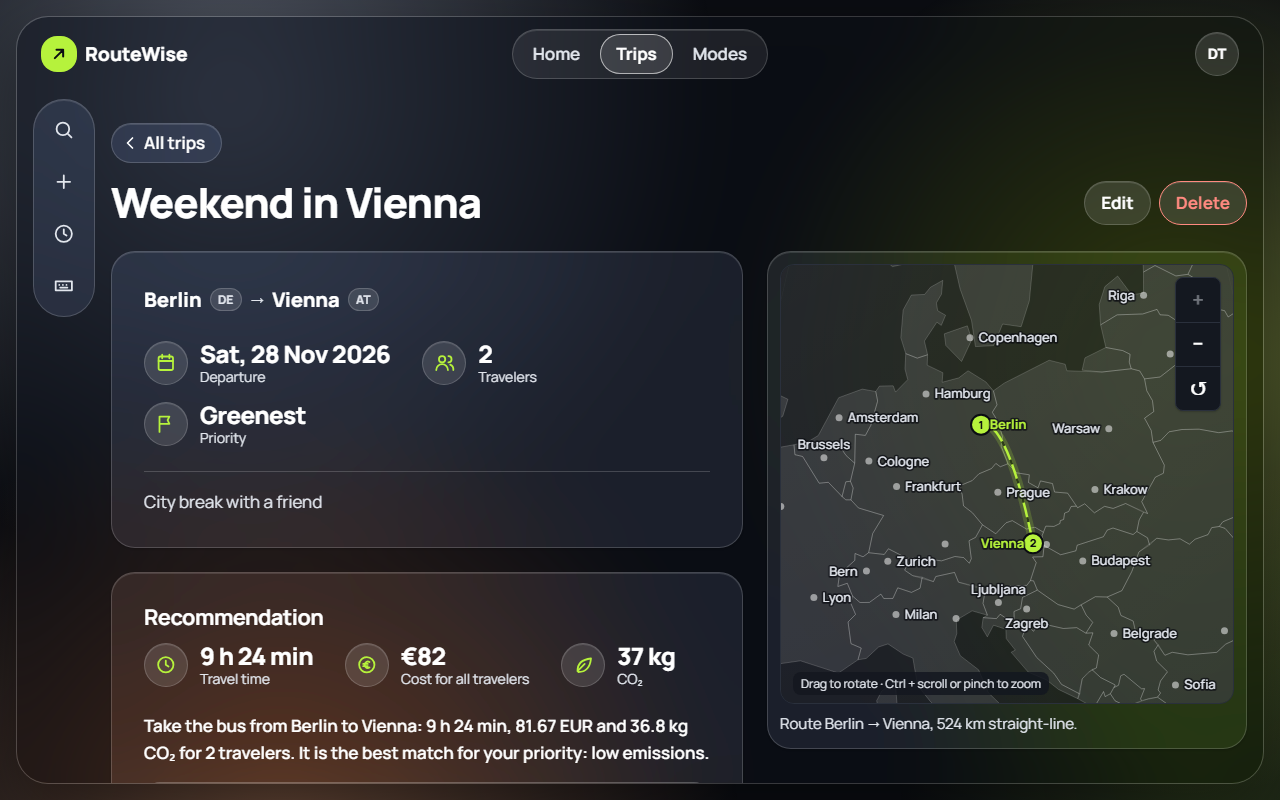 RouteWise
Home
Trips
Modes
DT
All trips
Weekend in Vienna
Edit
Delete
Berlin DE → Vienna AT
Sat, 28 Nov 2026
Departure
2
Travelers
Greenest
Priority
City break with a friend
Recommendation
9 h 24 min
Travel time
€82
Cost for all travelers
37 kg
CO₂
Take the bus from Berlin to Vienna: 9 h 24 min, 81.67 EUR and 36.8 kg
CO₂ for 2 travelers. It is the best match for your priority: low emissions.
Riga
Copenhagen
Hamburg
Amsterdam
1 Berlin
Warsaw
Brussels
Cologne
Frankfurt
Prague
Krakow
Vienna 2
Zurich
Budapest
Bern
Ljubljana
Lyon
Milan
Zagreb
Belgrade
Sofia
+
−
↺
Drag to rotate · Ctrl + scroll or pinch to zoom
Route Berlin → Vienna, 524 km straight-line.